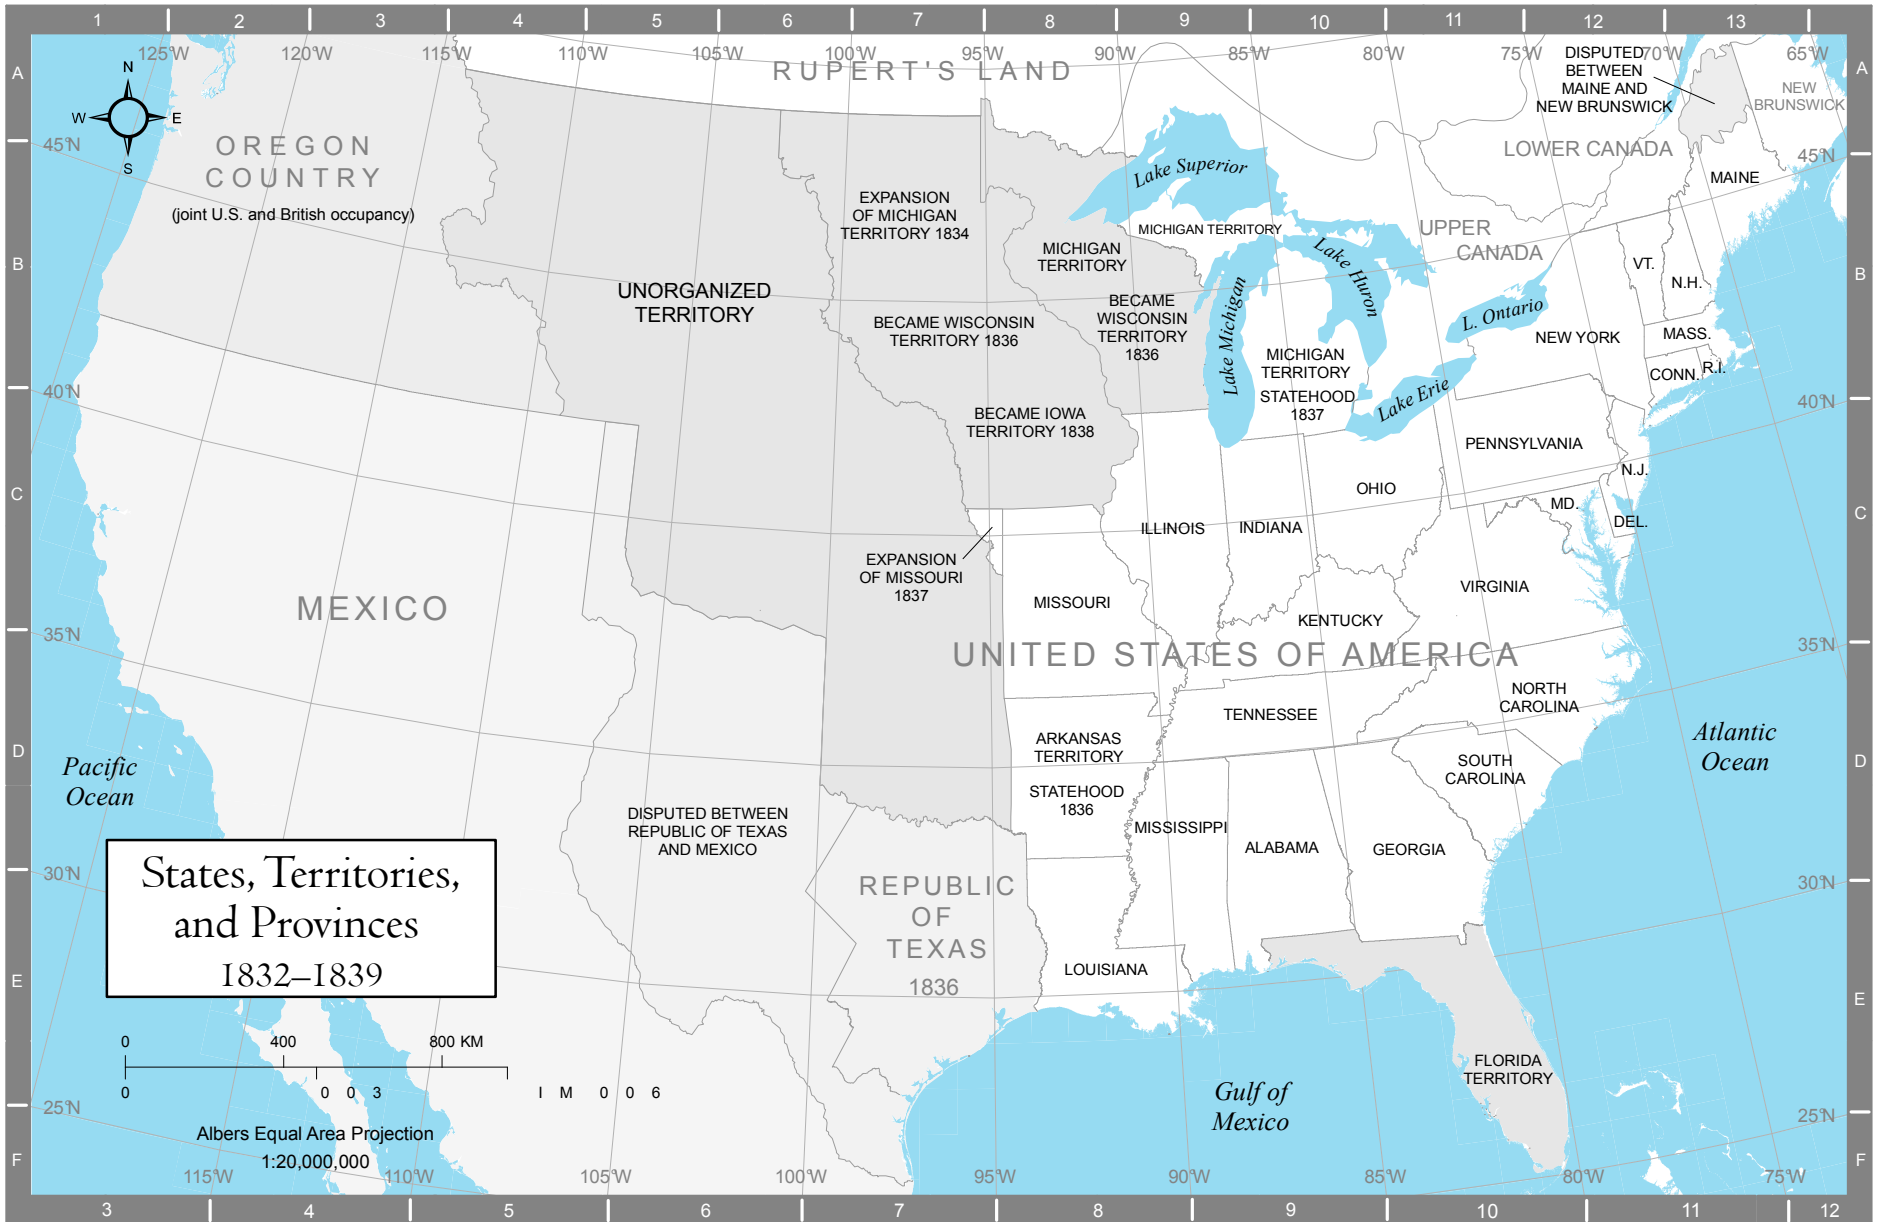 1 2 3 4 5 6 7 8 9 10 11 12 13
125°W 120°W 115°W 110°W 105°W 100°W 95°W 90°W 85°W 80°W 75°W 70°W 65°W
A
A
N
W E
S
RUPERT'S LAND
DISPUTED
BETWEEN
MAINE AND
NEW BRUNSWICK
NEW
BRUNSWICK
45°N
45°N
OREGON
COUNTRY
(joint U.S. and British occupancy)
LOWER CANADA
MAINE
Lake Superior
EXPANSION
OF MICHIGAN
TERRITORY 1834
MICHIGAN TERRITORY
UPPER
CANADA
MICHIGAN
TERRITORY
Lake Huron
B
B
VT.
N.H.
UNORGANIZED
TERRITORY
BECAME
WISCONSIN
TERRITORY
1836
Lake Michigan
L. Ontario
BECAME WISCONSIN
TERRITORY 1836
NEW YORK
MASS.
MICHIGAN
TERRITORY
STATEHOOD
1837
CONN.
R.I.
Lake Erie
40°N
40°N
BECAME IOWA
TERRITORY 1838
PENNSYLVANIA
N.J.
C
C
OHIO
MD.
DEL.
ILLINOIS
INDIANA
EXPANSION
OF MISSOURI
1837
VIRGINIA
MEXICO
MISSOURI
KENTUCKY
35°N
35°N
UNITED STATES OF AMERICA
NORTH
CAROLINA
TENNESSEE
D
D
ARKANSAS
TERRITORY
STATEHOOD
1836
SOUTH
CAROLINA
Atlantic
Ocean
Pacific
Ocean
DISPUTED BETWEEN
REPUBLIC OF TEXAS
AND MEXICO
MISSISSIPPI
ALABAMA
GEORGIA
30°N
30°N
REPUBLIC
OF
TEXAS
1836
States, Territories,
and Provinces
1832–1839
LOUISIANA
E
E
0 400 800 KM
0 0 0 3 I M 0 0 6
FLORIDA
TERRITORY
Gulf of
Mexico
25°N
25°N
Albers Equal Area Projection
1:20,000,000
F
F
115°W 110°W 105°W 100°W 95°W 90°W 85°W 80°W 75°W
3 4 5 6 7 8 9 10 11 12